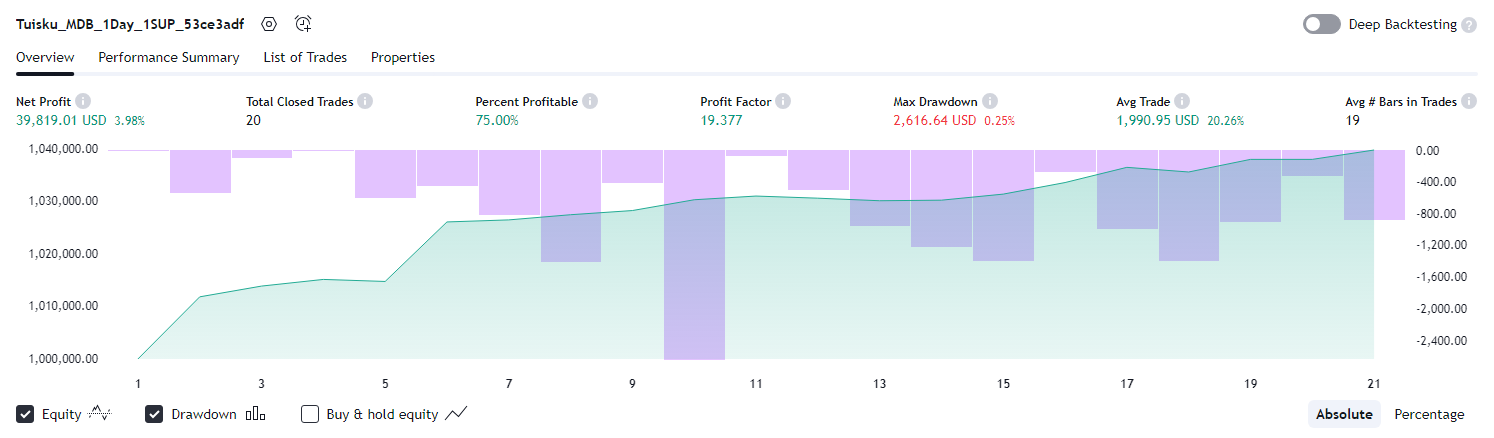 Tuisku_MDB_1Day_1SUP_53ce3adf Deep Backtesting ?
Overview Performance Summary List of Trades Properties
Net Profit i Total Closed Trades i Percent Profitable i Profit Factor i Max Drawdown i Avg Trade i Avg # Bars in Trades i
39,819.01 USD 3.98% 20 75.00% 19.377 2,616.64 USD 0.25% 1,990.95 USD 20.26% 19
1,040,000.00 0.00
-400.00
1,030,000.00 -800.00
-1,200.00
1,020,000.00
-1,600.00
1,010,000.00 -2,000.00
-2,400.00
1,000,000.00
1 3 5 7 9 11 13 15 17 19 21
Equity Drawdown Buy & hold equity Absolute Percentage